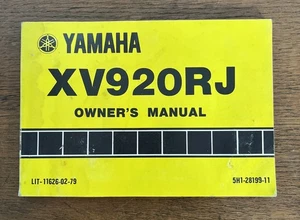 YAMAHA
XV920RJ
OWNER'S MANUAL
LIT-11626-02-79 5H1-28199-11